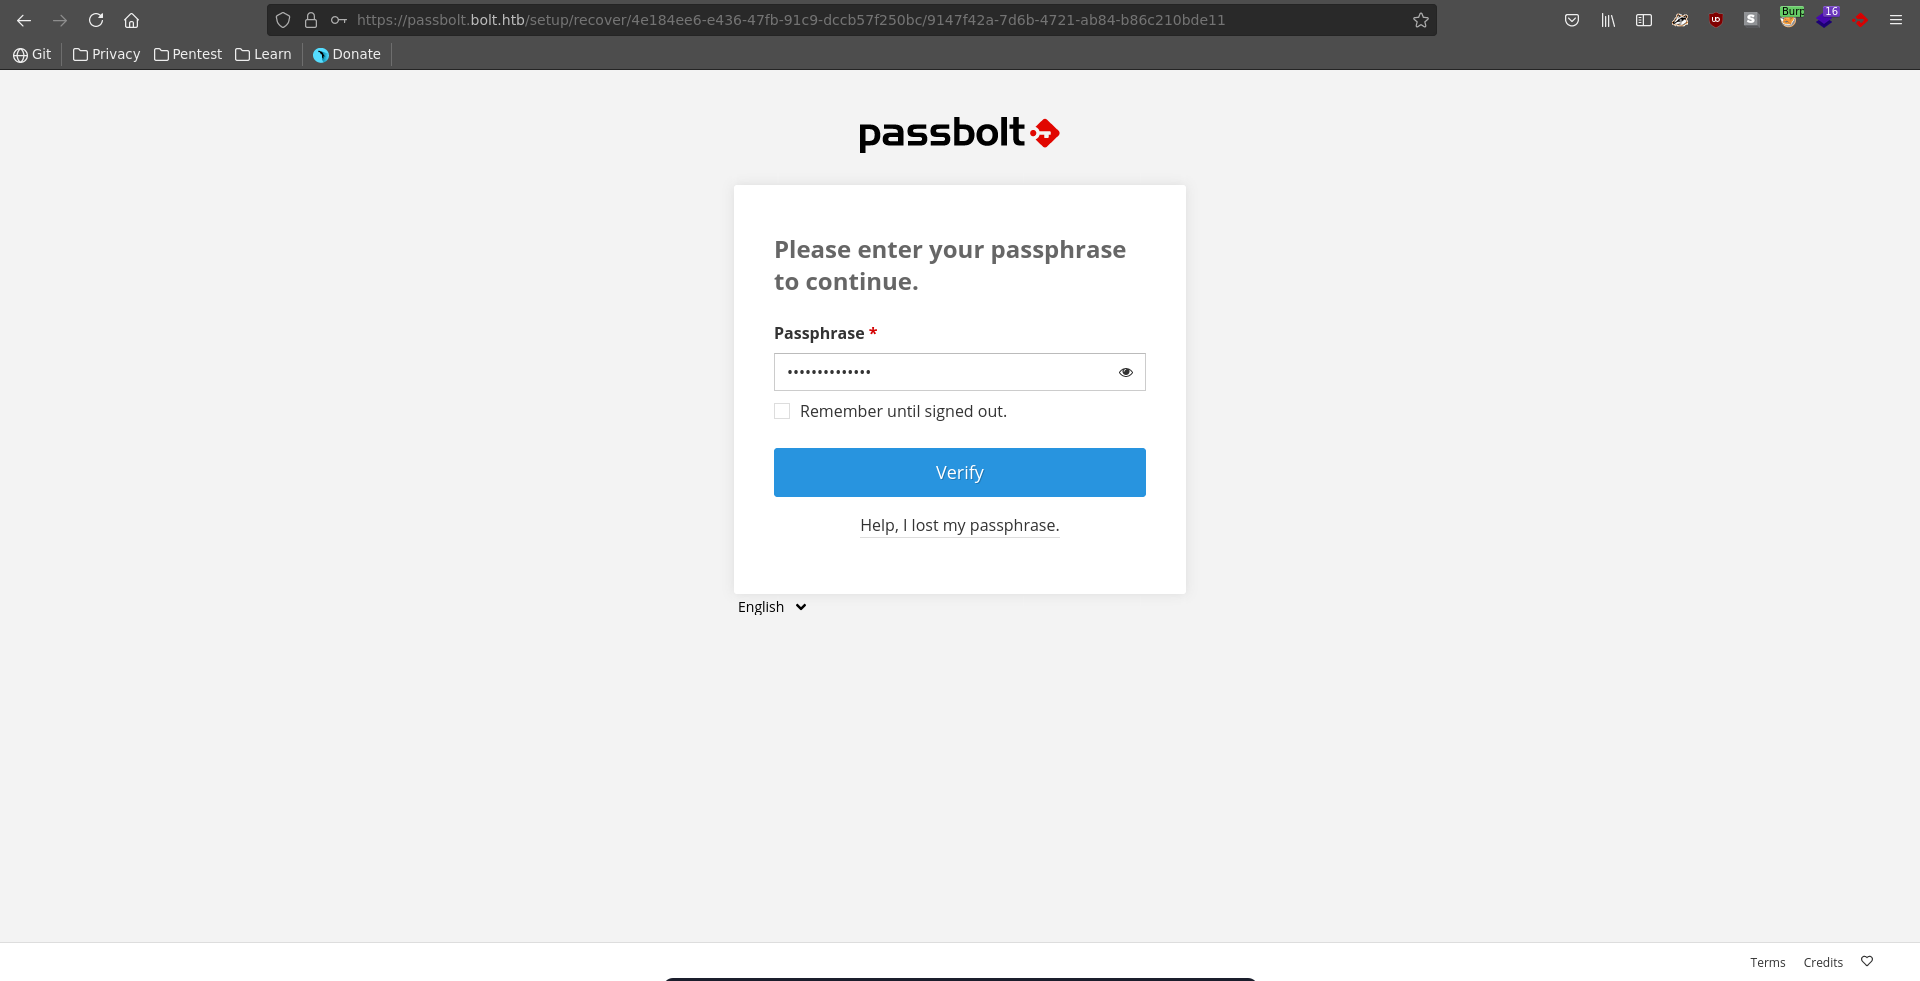 https://passbolt.bolt.htb/setup/recover/4e184ee6-e436-47fb-91c9-dccb57f250bc/9147f42a-7d6b-4721-ab84-b86c210bde11
UD
S
Burp
16
Git
Privacy
Pentest
Learn
Donate
passbolt
Please enter your passphrase
to continue.
Passphrase *
••••••••••••••
Remember until signed out.
Verify
Help, I lost my passphrase.
English
Terms
Credits